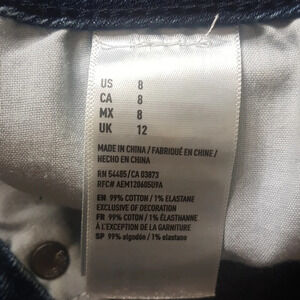 US 8
CA 8
MX 8
UK 12
MADE IN CHINA / FABRIQUÉ EN CHINE /
HECHO EN CHINA
RN 54485/CA 03873
RFC# AEM120605U9A
EN 99% COTTON / 1% ELASTANE
EXCLUSIVE OF DECORATION
FR 99% COTON / 1% ÉLASTHANNE
À L'EXCEPTION DE LA GARNITURE
SP 99% algodón / 1% elastano